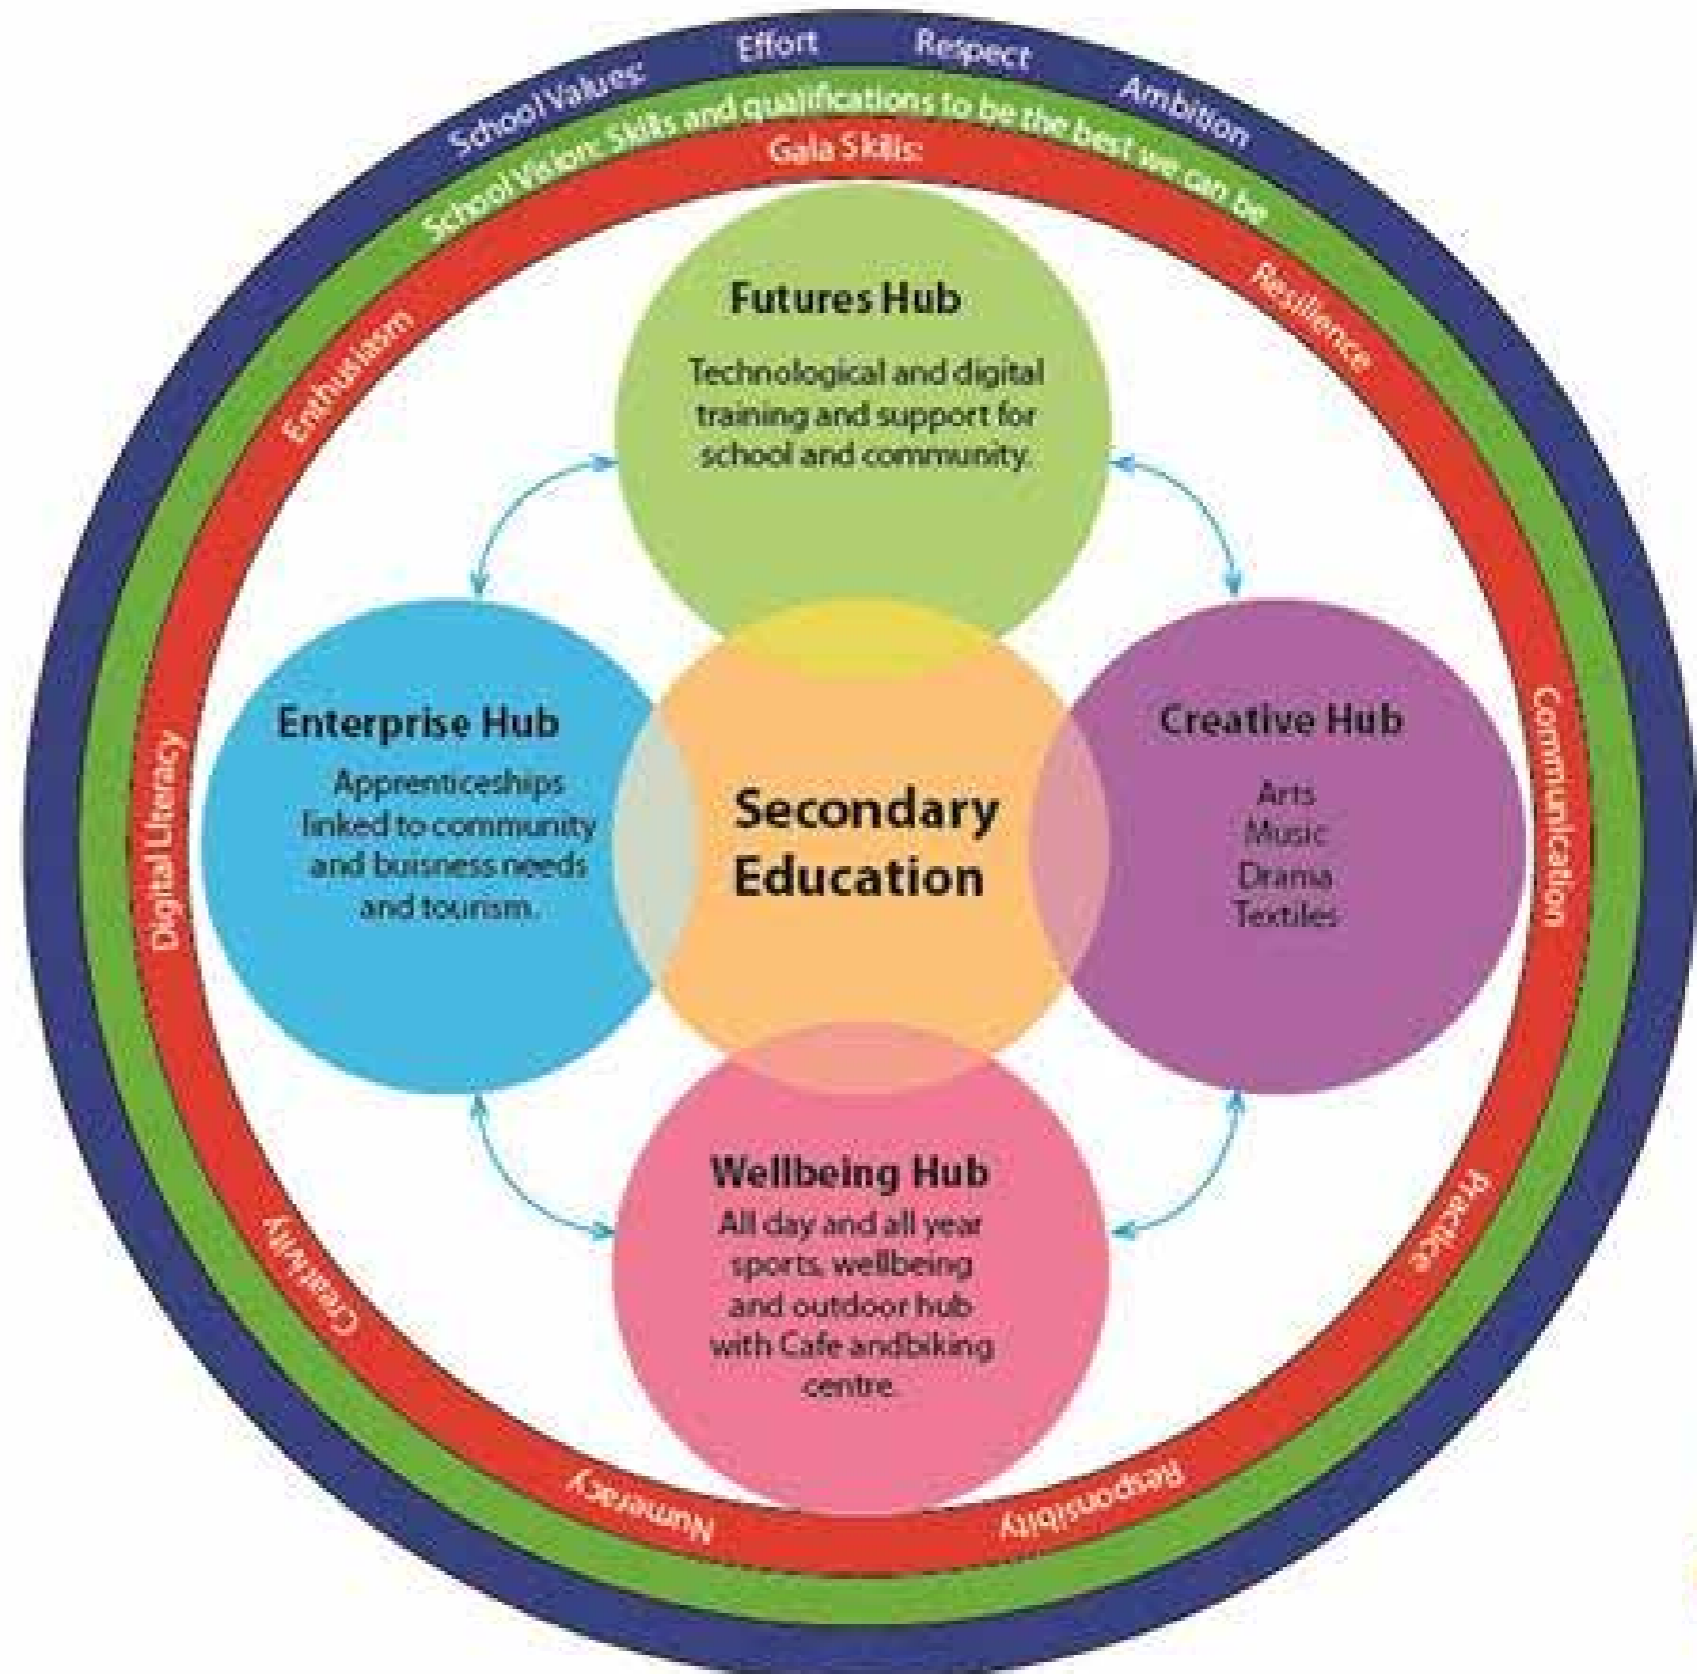 School Values: Effort Respect Ambition
School Vision: Skills and qualifications to be the best we can be
Gala Skills:
Resilience
Communication
Practice
Responsibity
Numeracy
Creativity
Digital Literacy
Enthusiasm
Futures Hub
Technological and digital
training and support for
school and community.
Enterprise Hub
Apprenticeships
linked to community
and buisness needs
and tourism.
Secondary
Education
Creative Hub
Arts
Music
Drama
Textiles
Wellbeing Hub
All day and all year
sports, wellbeing
and outdoor hub
with Cafe andbiking
centre.